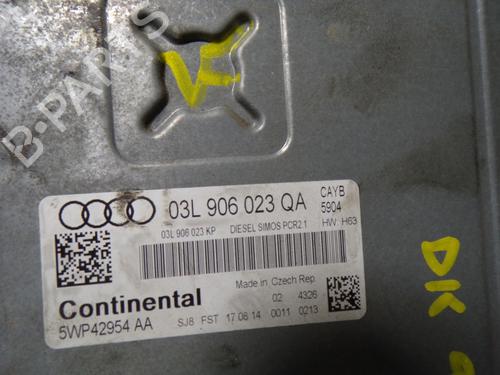 VF
B-PARTS
03L 906 023 QA
CAYB
5904
03L 906 023 KP DIESEL SIMOS PCR2.1 HW: H63
Made in Czech Rep.
Continental
02 4326
5WP42954 AA
SJ8 FST 17 06 14 0011 0213
DK